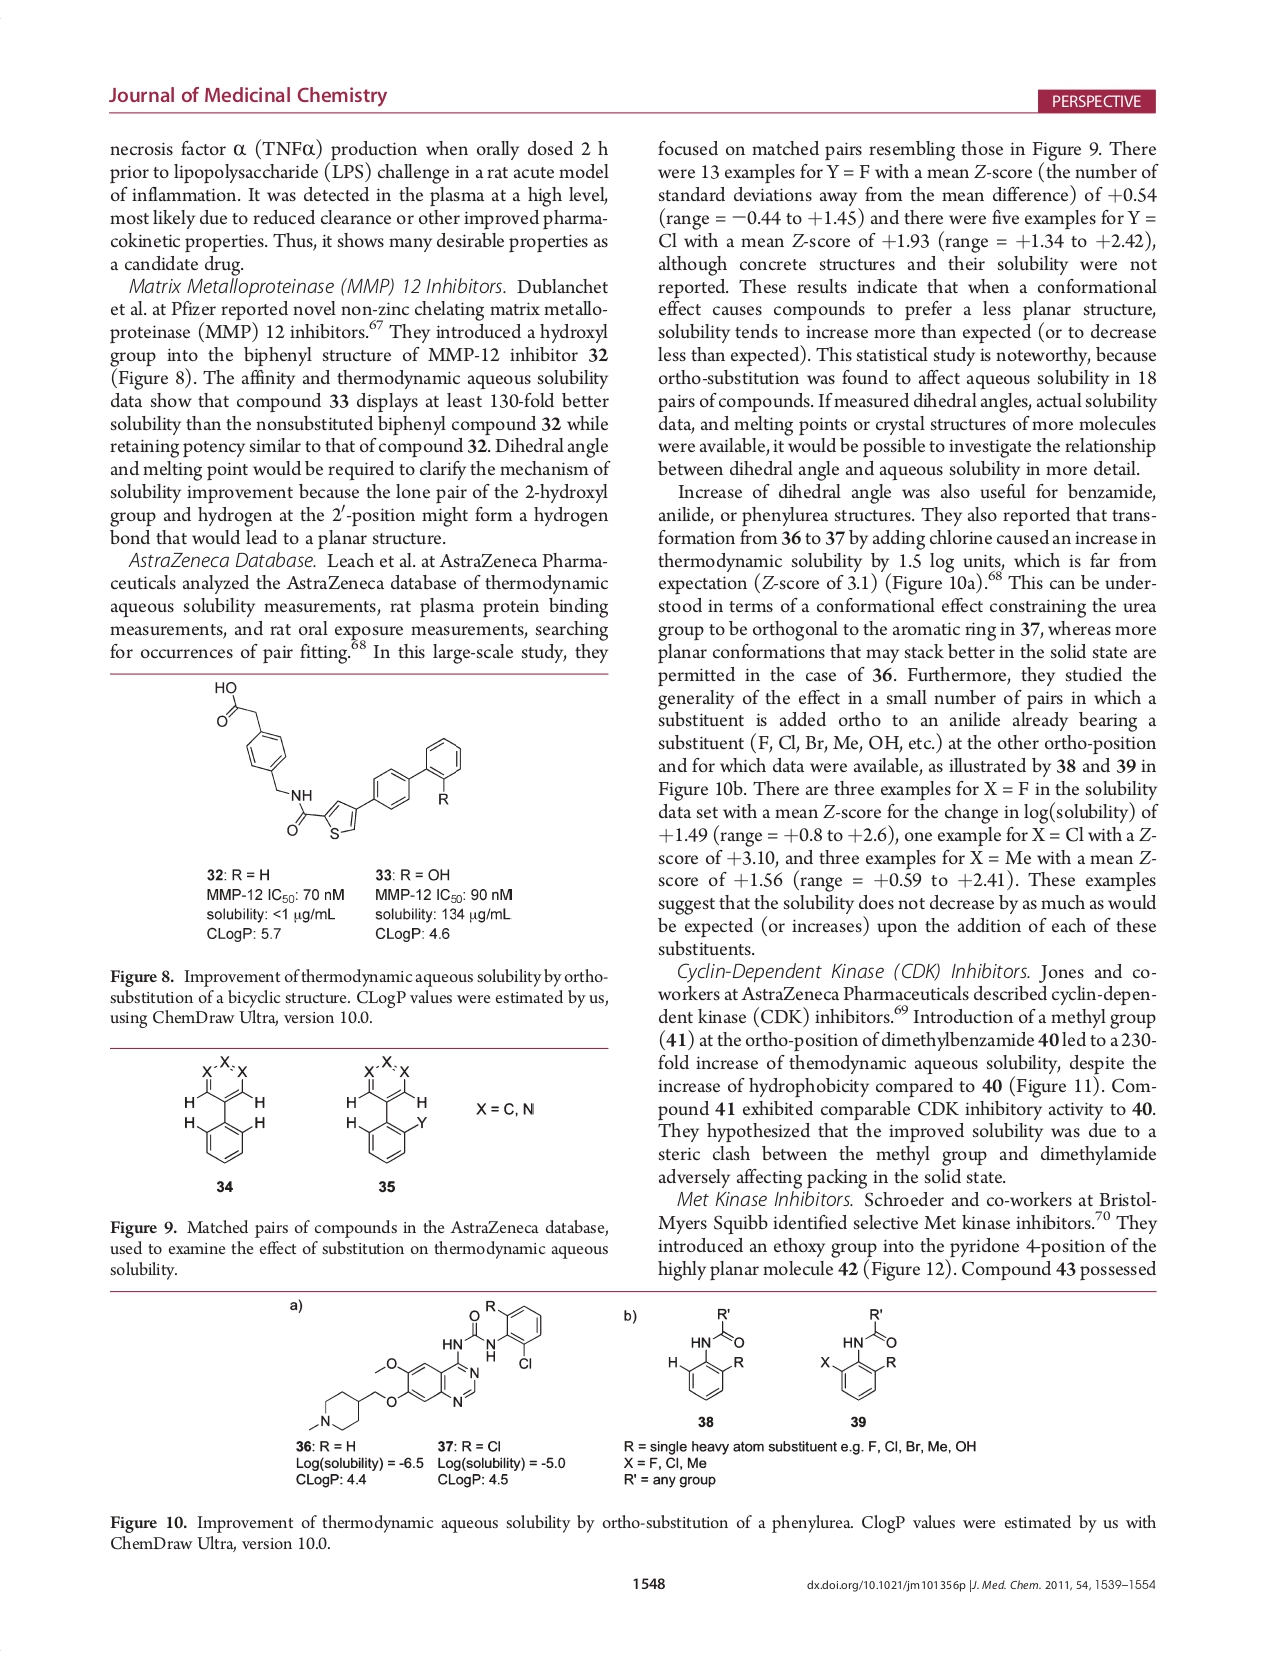 Journal of Medicinal Chemistry
PERSPECTIVE
necrosis factor α (TNFα) production when orally dosed 2 h
prior to lipopolysaccharide (LPS) challenge in a rat acute model
of inflammation. It was detected in the plasma at a high level,
most likely due to reduced clearance or other improved pharma-
cokinetic properties. Thus, it shows many desirable properties as
a candidate drug.
Matrix Metalloproteinase (MMP) 12 Inhibitors. Dublanchet
et al. at Pfizer reported novel non-zinc chelating matrix metallo-
proteinase (MMP) 12 inhibitors.67 They introduced a hydroxyl
group into the biphenyl structure of MMP-12 inhibitor 32
(Figure 8). The affinity and thermodynamic aqueous solubility
data show that compound 33 displays at least 130-fold better
solubility than the nonsubstituted biphenyl compound 32 while
retaining potency similar to that of compound 32. Dihedral angle
and melting point would be required to clarify the mechanism of
solubility improvement because the lone pair of the 2-hydroxyl
group and hydrogen at the 2′-position might form a hydrogen
bond that would lead to a planar structure.
AstraZeneca Database. Leach et al. at AstraZeneca Pharma-
ceuticals analyzed the AstraZeneca database of thermodynamic
aqueous solubility measurements, rat plasma protein binding
measurements, and rat oral exposure measurements, searching
for occurrences of pair fitting.68 In this large-scale study, they
HO
O
NH
O
S
R
32: R = H
MMP-12 IC50: 70 nM
solubility: <1 μg/mL
CLogP: 5.7
33: R = OH
MMP-12 IC50: 90 nM
solubility: 134 μg/mL
CLogP: 4.6
Figure 8. Improvement of thermodynamic aqueous solubility by ortho-
substitution of a bicyclic structure. CLogP values were estimated by us,
using ChemDraw Ultra, version 10.0.
X X X
H H
H H
34
X X X
H H
H Y
35
X = C, N
Figure 9. Matched pairs of compounds in the AstraZeneca database,
used to examine the effect of substitution on thermodynamic aqueous
solubility.
focused on matched pairs resembling those in Figure 9. There
were 13 examples for Y = F with a mean Z-score (the number of
standard deviations away from the mean difference) of +0.54
(range = −0.44 to +1.45) and there were five examples for Y =
Cl with a mean Z-score of +1.93 (range = +1.34 to +2.42),
although concrete structures and their solubility were not
reported. These results indicate that when a conformational
effect causes compounds to prefer a less planar structure,
solubility tends to increase more than expected (or to decrease
less than expected). This statistical study is noteworthy, because
ortho-substitution was found to affect aqueous solubility in 18
pairs of compounds. If measured dihedral angles, actual solubility
data, and melting points or crystal structures of more molecules
were available, it would be possible to investigate the relationship
between dihedral angle and aqueous solubility in more detail.
Increase of dihedral angle was also useful for benzamide,
anilide, or phenylurea structures. They also reported that trans-
formation from 36 to 37 by adding chlorine caused an increase in
thermodynamic solubility by 1.5 log units, which is far from
expectation (Z-score of 3.1) (Figure 10a).68 This can be under-
stood in terms of a conformational effect constraining the urea
group to be orthogonal to the aromatic ring in 37, whereas more
planar conformations that may stack better in the solid state are
permitted in the case of 36. Furthermore, they studied the
generality of the effect in a small number of pairs in which a
substituent is added ortho to an anilide already bearing a
substituent (F, Cl, Br, Me, OH, etc.) at the other ortho-position
and for which data were available, as illustrated by 38 and 39 in
Figure 10b. There are three examples for X = F in the solubility
data set with a mean Z-score for the change in log(solubility) of
+1.49 (range = +0.8 to +2.6), one example for X = Cl with a Z-
score of +3.10, and three examples for X = Me with a mean Z-
score of +1.56 (range = +0.59 to +2.41). These examples
suggest that the solubility does not decrease by as much as would
be expected (or increases) upon the addition of each of these
substituents.
Cyclin-Dependent Kinase (CDK) Inhibitors. Jones and co-
workers at AstraZeneca Pharmaceuticals described cyclin-depen-
dent kinase (CDK) inhibitors.69 Introduction of a methyl group
(41) at the ortho-position of dimethylbenzamide 40 led to a 230-
fold increase of themodynamic aqueous solubility, despite the
increase of hydrophobicity compared to 40 (Figure 11). Com-
pound 41 exhibited comparable CDK inhibitory activity to 40.
They hypothesized that the improved solubility was due to a
steric clash between the methyl group and dimethylamide
adversely affecting packing in the solid state.
Met Kinase Inhibitors. Schroeder and co-workers at Bristol-
Myers Squibb identified selective Met kinase inhibitors.70 They
introduced an ethoxy group into the pyridone 4-position of the
highly planar molecule 42 (Figure 12). Compound 43 possessed
a)
O R
HN N H Cl
O N
O N
N
36: R = H
Log(solubility) = -6.5
CLogP: 4.4
37: R = Cl
Log(solubility) = -5.0
CLogP: 4.5
b)
R'
HN O
H R
38
R'
HN O
X R
39
R = single heavy atom substituent e.g. F, Cl, Br, Me, OH
X = F, Cl, Me
R' = any group
Figure 10. Improvement of thermodynamic aqueous solubility by ortho-substitution of a phenylurea. ClogP values were estimated by us with
ChemDraw Ultra, version 10.0.
1548
dx.doi.org/10.1021/jm101356p |J. Med. Chem. 2011, 54, 1539–1554